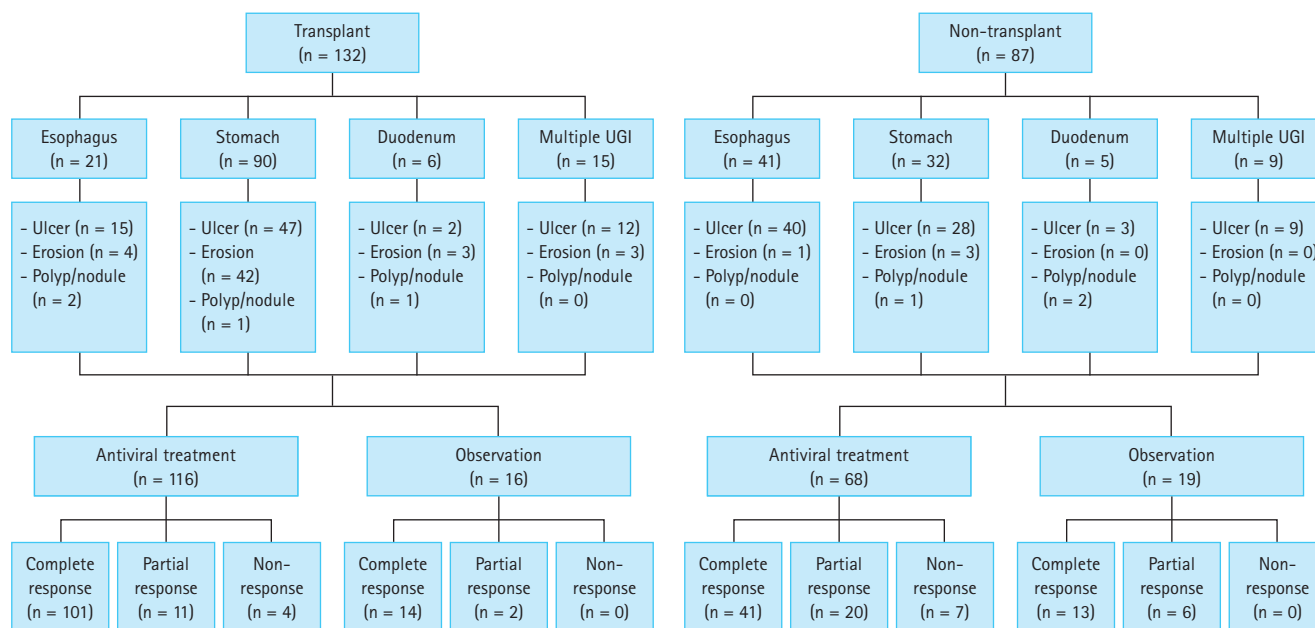 Transplant
(n = 132)
Non-transplant
(n = 87)
Esophagus
(n = 21)
Stomach
(n = 90)
Duodenum
(n = 6)
Multiple UGI
(n = 15)
Esophagus
(n = 41)
Stomach
(n = 32)
Duodenum
(n = 5)
Multiple UGI
(n = 9)
- Ulcer (n = 15)
- Erosion (n = 4)
- Polyp/nodule
(n = 2)
- Ulcer (n = 47)
- Erosion
(n = 42)
- Polyp/nodule
(n = 1)
- Ulcer (n = 2)
- Erosion (n = 3)
- Polyp/nodule
(n = 1)
- Ulcer (n = 12)
- Erosion (n = 3)
- Polyp/nodule
(n = 0)
- Ulcer (n = 40)
- Erosion (n = 1)
- Polyp/nodule
(n = 0)
- Ulcer (n = 28)
- Erosion (n = 3)
- Polyp/nodule
(n = 1)
- Ulcer (n = 3)
- Erosion (n = 0)
- Polyp/nodule
(n = 2)
- Ulcer (n = 9)
- Erosion (n = 0)
- Polyp/nodule
(n = 0)
Antiviral treatment
(n = 116)
Observation
(n = 16)
Antiviral treatment
(n = 68)
Observation
(n = 19)
Complete
response
(n = 101)
Partial
response
(n = 11)
Non-
response
(n = 4)
Complete
response
(n = 14)
Partial
response
(n = 2)
Non-
response
(n = 0)
Complete
response
(n = 41)
Partial
response
(n = 20)
Non-
response
(n = 7)
Complete
response
(n = 13)
Partial
response
(n = 6)
Non-
response
(n = 0)